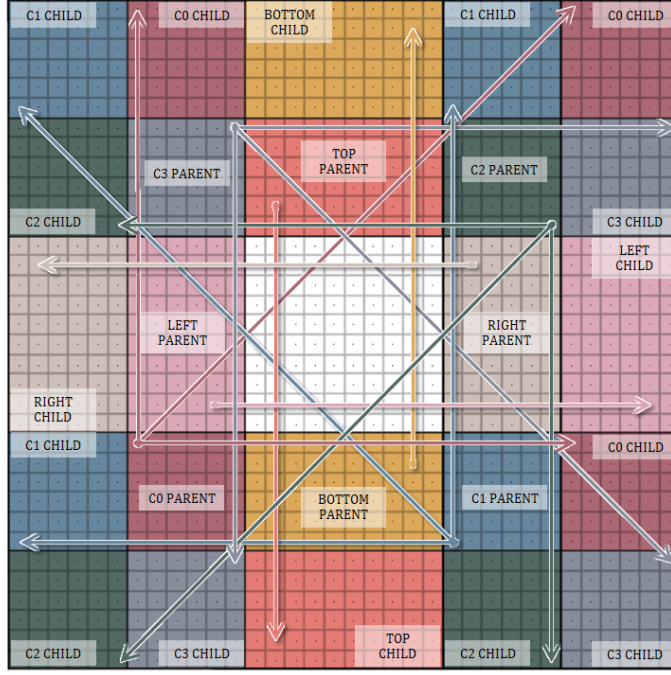 C1 CHILD
C0 CHILD
BOTTOM
CHILD
C1 CHILD
C0 CHILD
C3 PARENT
TOP
PARENT
C2 PARENT
C2 CHILD
C3 CHILD
LEFT
CHILD
LEFT
PARENT
RIGHT
PARENT
RIGHT
CHILD
C1 CHILD
C0 CHILD
C0 PARENT
BOTTOM
PARENT
C1 PARENT
C2 CHILD
C3 CHILD
TOP
CHILD
C2 CHILD
C3 CHILD